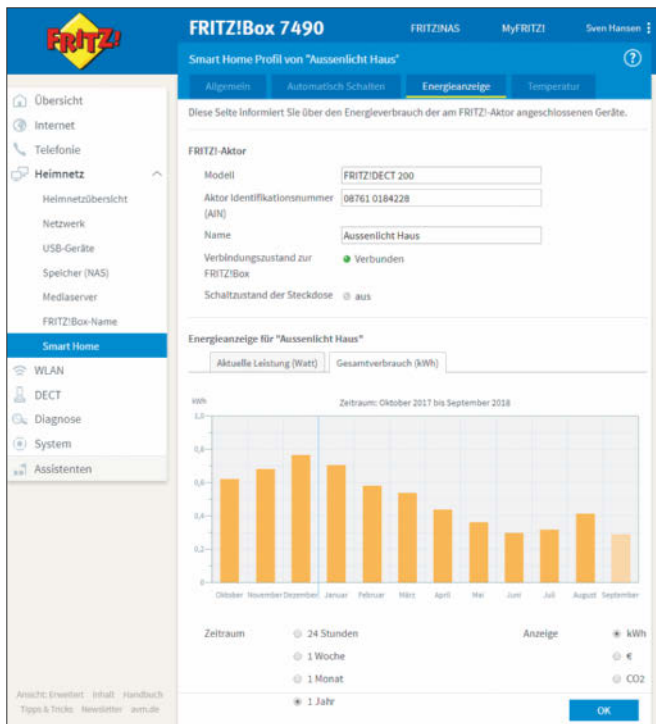 FRITZ!
FRITZ!Box 7490
FRITZ!NAS
MyFRITZ!
Sven Hansen
Smart Home Profil von "Aussenlicht Haus"
?
Allgemein
Automatisch Schalten
Energieanzeige
Temperatur
Übersicht
Internet
Telefonie
Heimnetz
Heimnetzübersicht
Netzwerk
USB-Geräte
Speicher (NAS)
Mediaserver
FRITZ!Box-Name
Smart Home
WLAN
DECT
Diagnose
System
Assistenten
Ansicht: Erweitert Inhalt Handbuch
Tipps & Tricks Newsletter avm.de
Diese Seite informiert Sie über den Energieverbrauch der am FRITZ!-Aktor angeschlossenen Geräte.
FRITZ!-Aktor
Modell FRITZ!DECT 200
Aktor Identifikationsnummer (AIN) 08761 0184228
Name Aussenlicht Haus
Verbindungszustand zur FRITZ!Box Verbunden
Schaltzustand der Steckdose aus
Energieanzeige für "Aussenlicht Haus"
Aktuelle Leistung (Watt)
Gesamtverbrauch (kWh)
kWh
Zeitraum: Oktober 2017 bis September 2018
1,0
0,8
0,6
0,4
0,2
0
Oktober November Dezember Januar Februar März April Mai Juni Juli August September
Zeitraum
24 Stunden
1 Woche
1 Monat
1 Jahr
Anzeige
kWh
€
CO2
OK